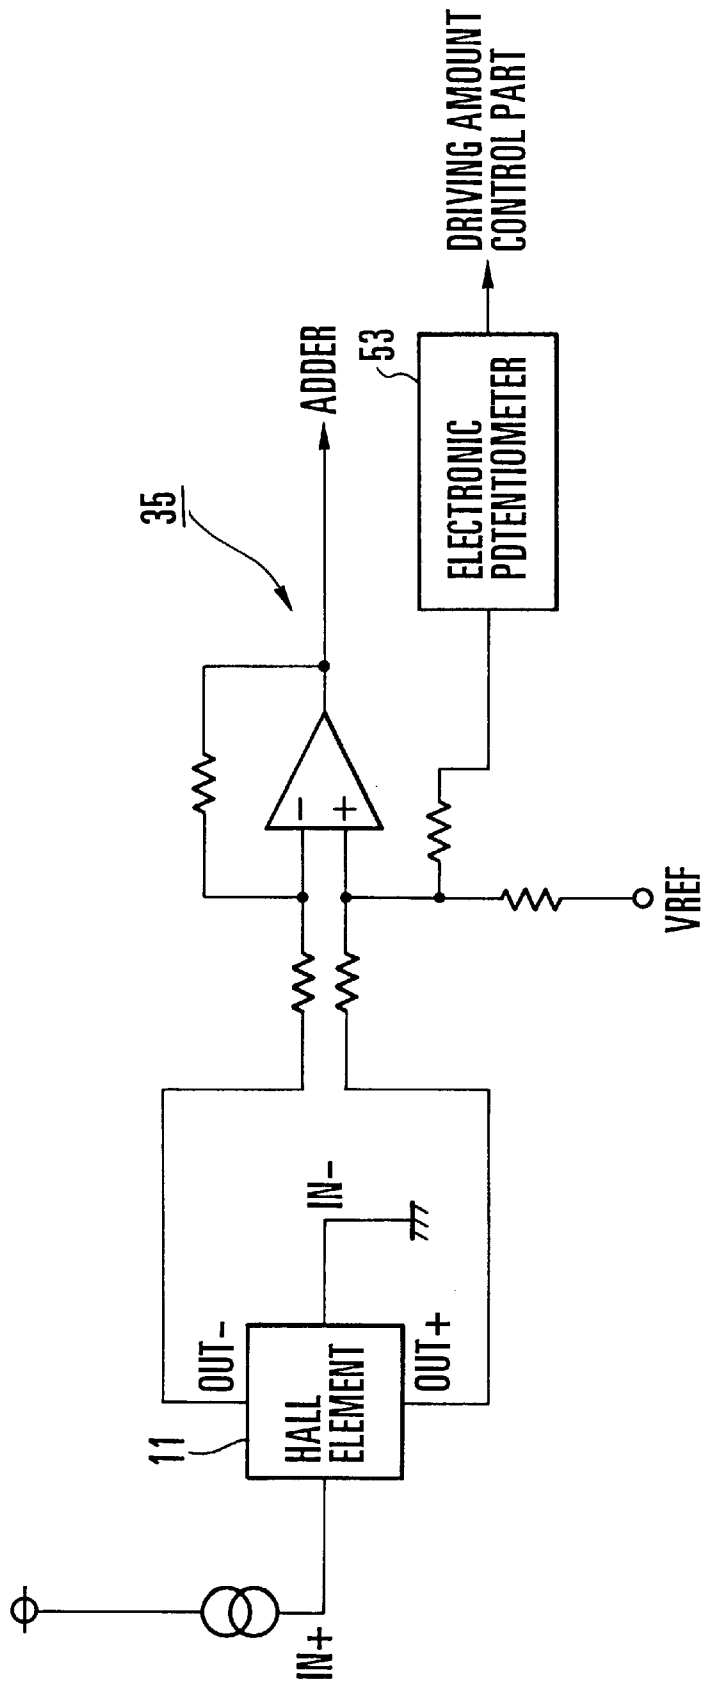 35
ADDER
DRIVING AMOUNT
CONTROL PART
53
ELECTRONIC
PDTENTIOMETER
−
+
VREF
11
OUT−
HALL
ELEMENT
OUT+
IN−
IN+